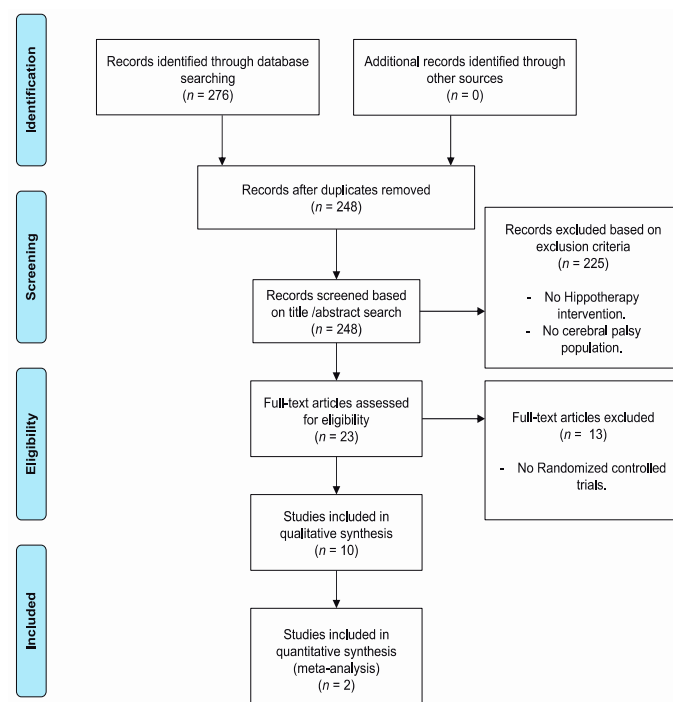 Identification
Records identified through database
searching
(n = 276)
Additional records identified through
other sources
(n = 0)
Records after duplicates removed
(n = 248)
Screening
Records excluded based on
exclusion criteria
(n = 225)
- No Hippotherapy
intervention.
- No cerebral palsy
population.
Records screened based
on title /abstract search
(n = 248)
Eligibility
Full-text articles assessed
for eligibility
(n = 23)
Full-text articles excluded
(n = 13)
- No Randomized controlled
trials.
Studies included in
qualitative synthesis
(n = 10)
Included
Studies included in
quantitative synthesis
(meta-analysis)
(n = 2)